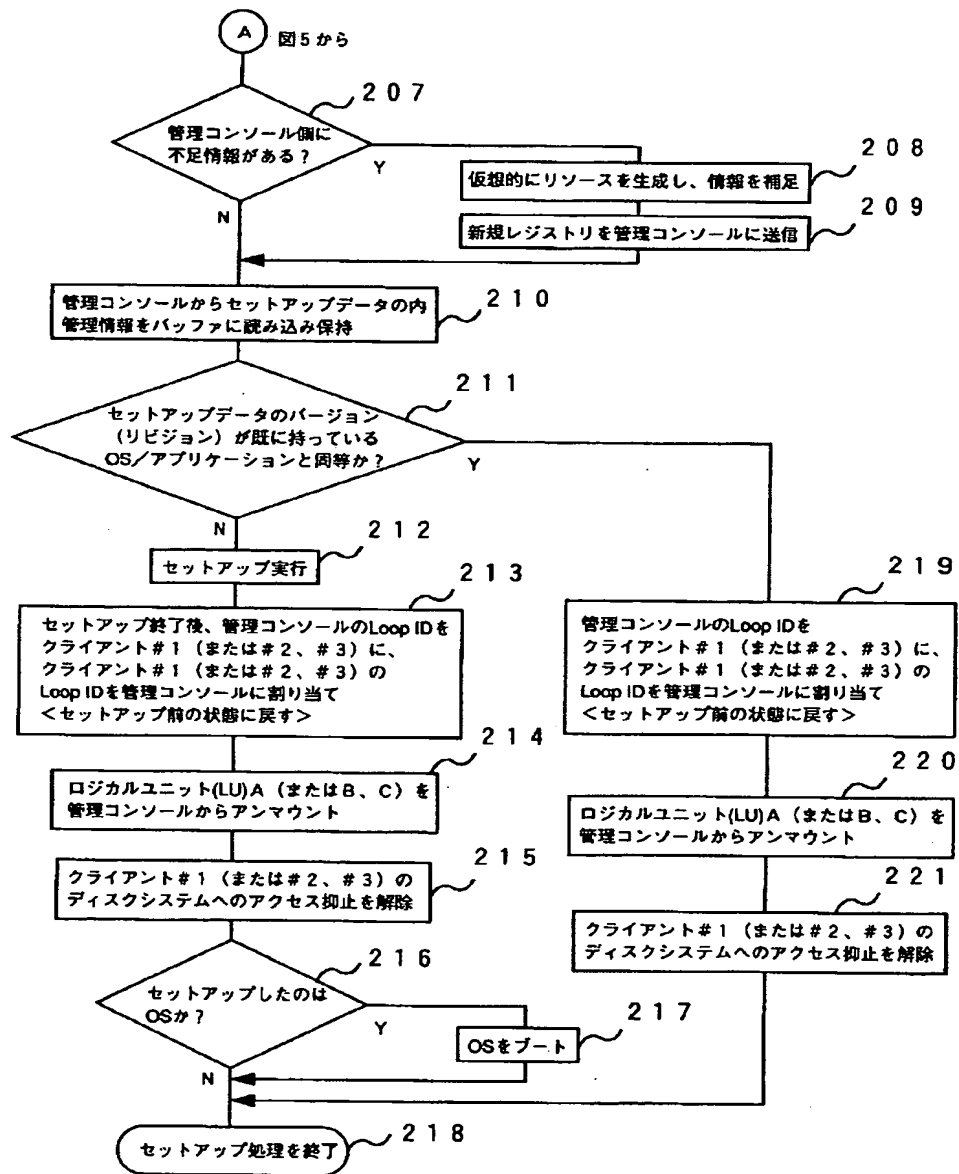 A
図5から
207
管理コンソール側に
不足情報がある?
Y
N
208
仮想的にリソースを生成し、情報を補足
209
新規レジストリを管理コンソールに送信
210
管理コンソールからセットアップデータの内
管理情報をバッファに読み込み保持
211
セットアップデータのバージョン
(リビジョン)が既に持っている
OS/アプリケーションと同等か?
Y
N
212
セットアップ実行
213
セットアップ終了後、管理コンソールのLoop IDを
クライアント#1(または#2、#3)に、
クライアント#1(または#2、#3)の
Loop IDを管理コンソールに割り当て
<セットアップ前の状態に戻す>
214
ロジカルユニット(LU)A(またはB、C)を
管理コンソールからアンマウント
215
クライアント#1(または#2、#3)の
ディスクシステムへのアクセス抑止を解除
216
セットアップしたのは
OSか?
Y
N
217
OSをブート
218
セットアップ処理を終了
219
管理コンソールのLoop IDを
クライアント#1(または#2、#3)に、
クライアント#1(または#2、#3)の
Loop IDを管理コンソールに割り当て
<セットアップ前の状態に戻す>
220
ロジカルユニット(LU)A(またはB、C)を
管理コンソールからアンマウント
221
クライアント#1(または#2、#3)の
ディスクシステムへのアクセス抑止を解除